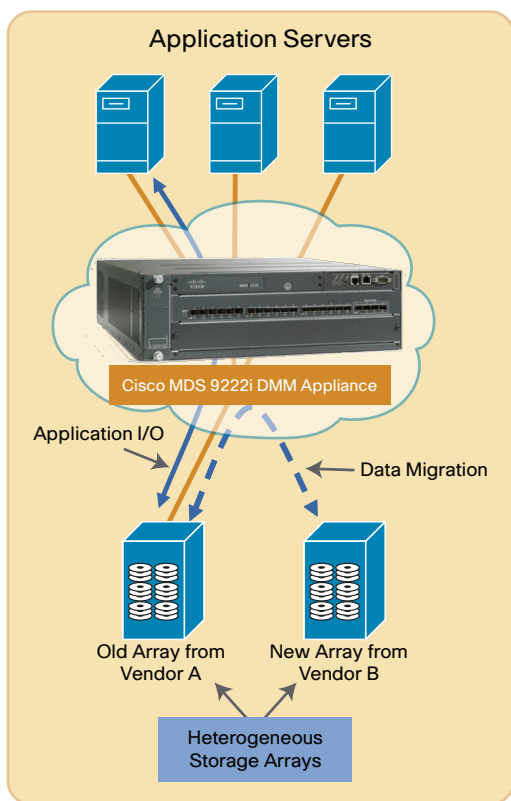 Application Servers
CISCO
Cisco MDS 9222i DMM Appliance
Application I/O
Data Migration
Old Array from
Vendor A
New Array from
Vendor B
Heterogeneous
Storage Arrays